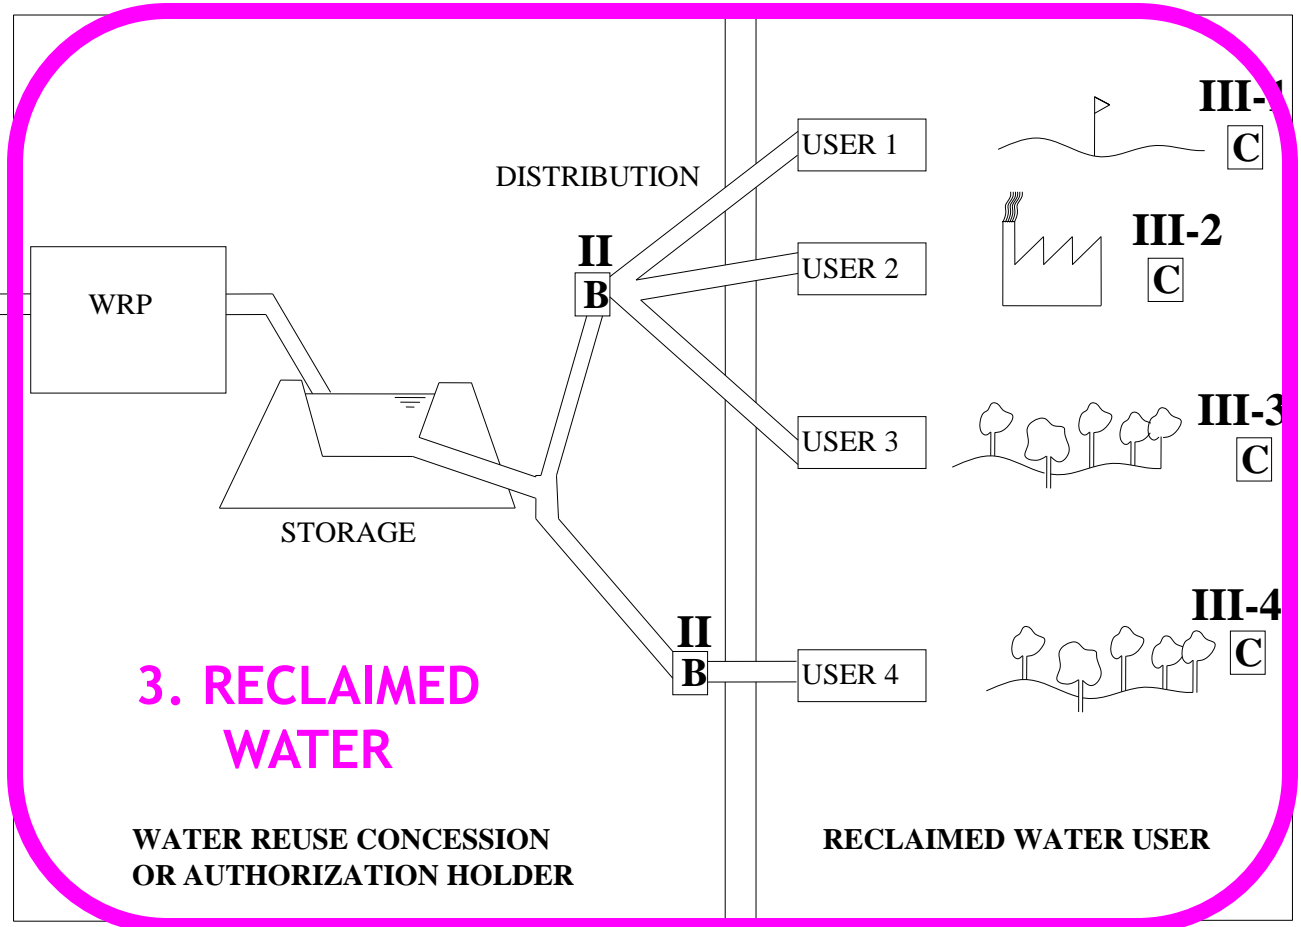 III-1
C
USER 1
DISTRIBUTION
III-2
C
II
B
USER 2
WRP
III-3
C
USER 3
STORAGE
III-4
C
II
B
USER 4
3. RECLAIMED
WATER
WATER REUSE CONCESSION
OR AUTHORIZATION HOLDER
RECLAIMED WATER USER